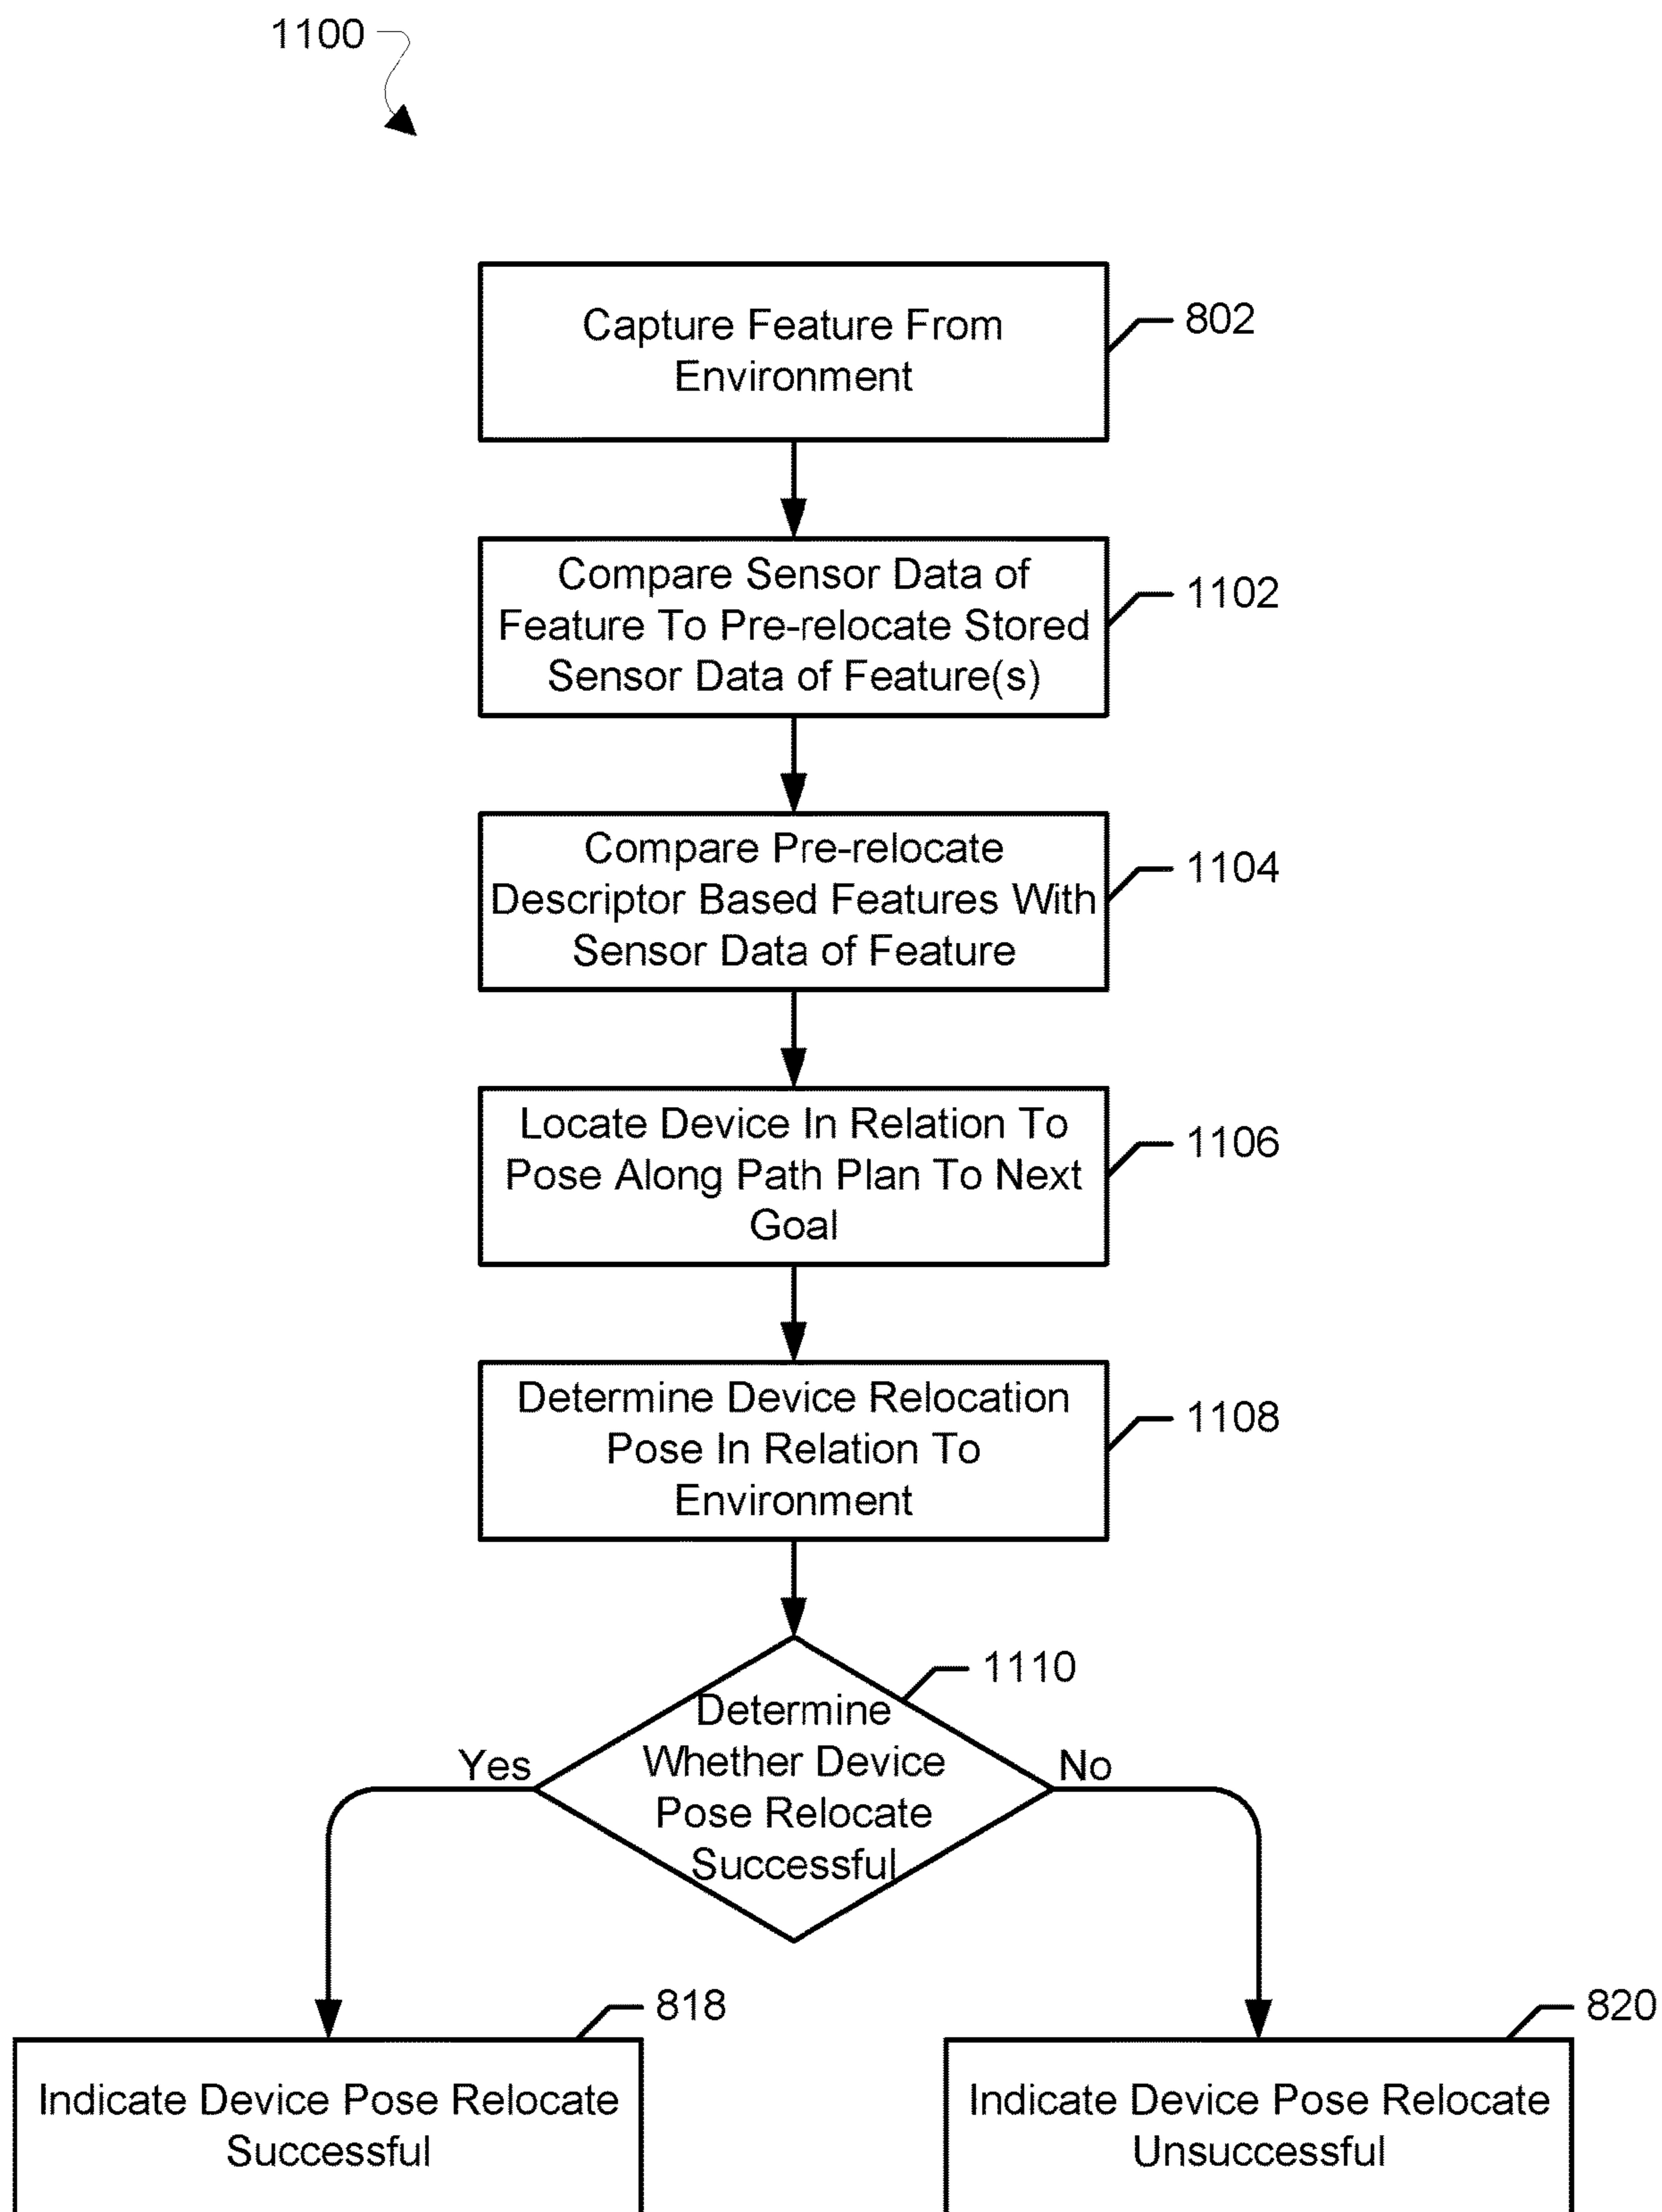 1100
Capture Feature From
Environment
802
Compare Sensor Data of
Feature To Pre-relocate Stored
Sensor Data of Feature(s)
1102
Compare Pre-relocate
Descriptor Based Features With
Sensor Data of Feature
1104
Locate Device In Relation To
Pose Along Path Plan To Next
Goal
1106
Determine Device Relocation
Pose In Relation To
Environment
1108
1110
Determine
Whether Device
Pose Relocate
Successful
Yes
No
818
Indicate Device Pose Relocate
Successful
820
Indicate Device Pose Relocate
Unsuccessful